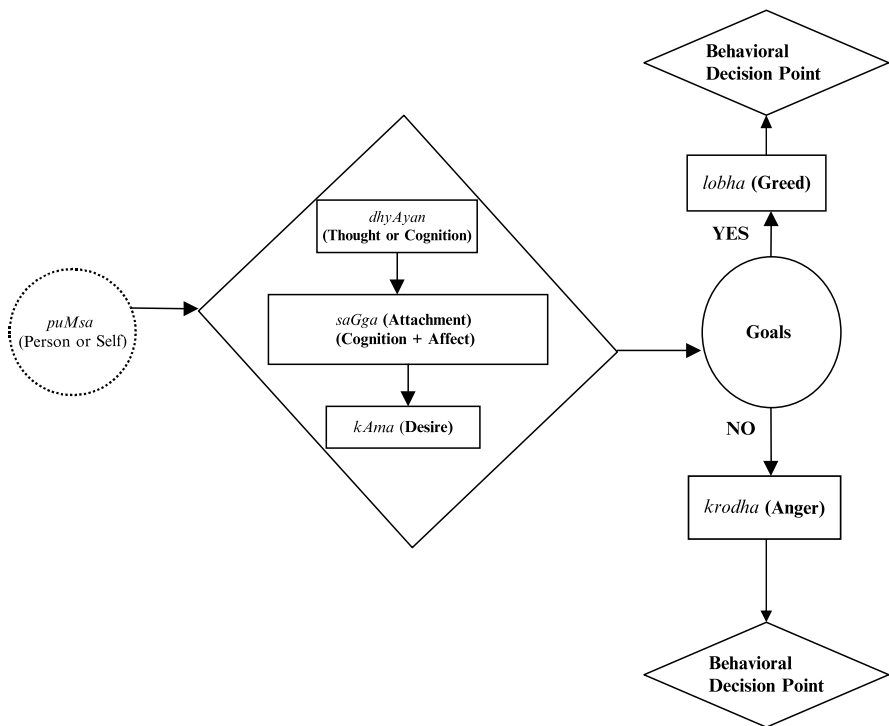 puMsa
(Person or Self)
dhyAyan
(Thought or Cognition)
saGga (Attachment)
(Cognition + Affect)
kAma (Desire)
Goals
YES
lobha (Greed)
Behavioral
Decision Point
NO
krodha (Anger)
Behavioral
Decision Point